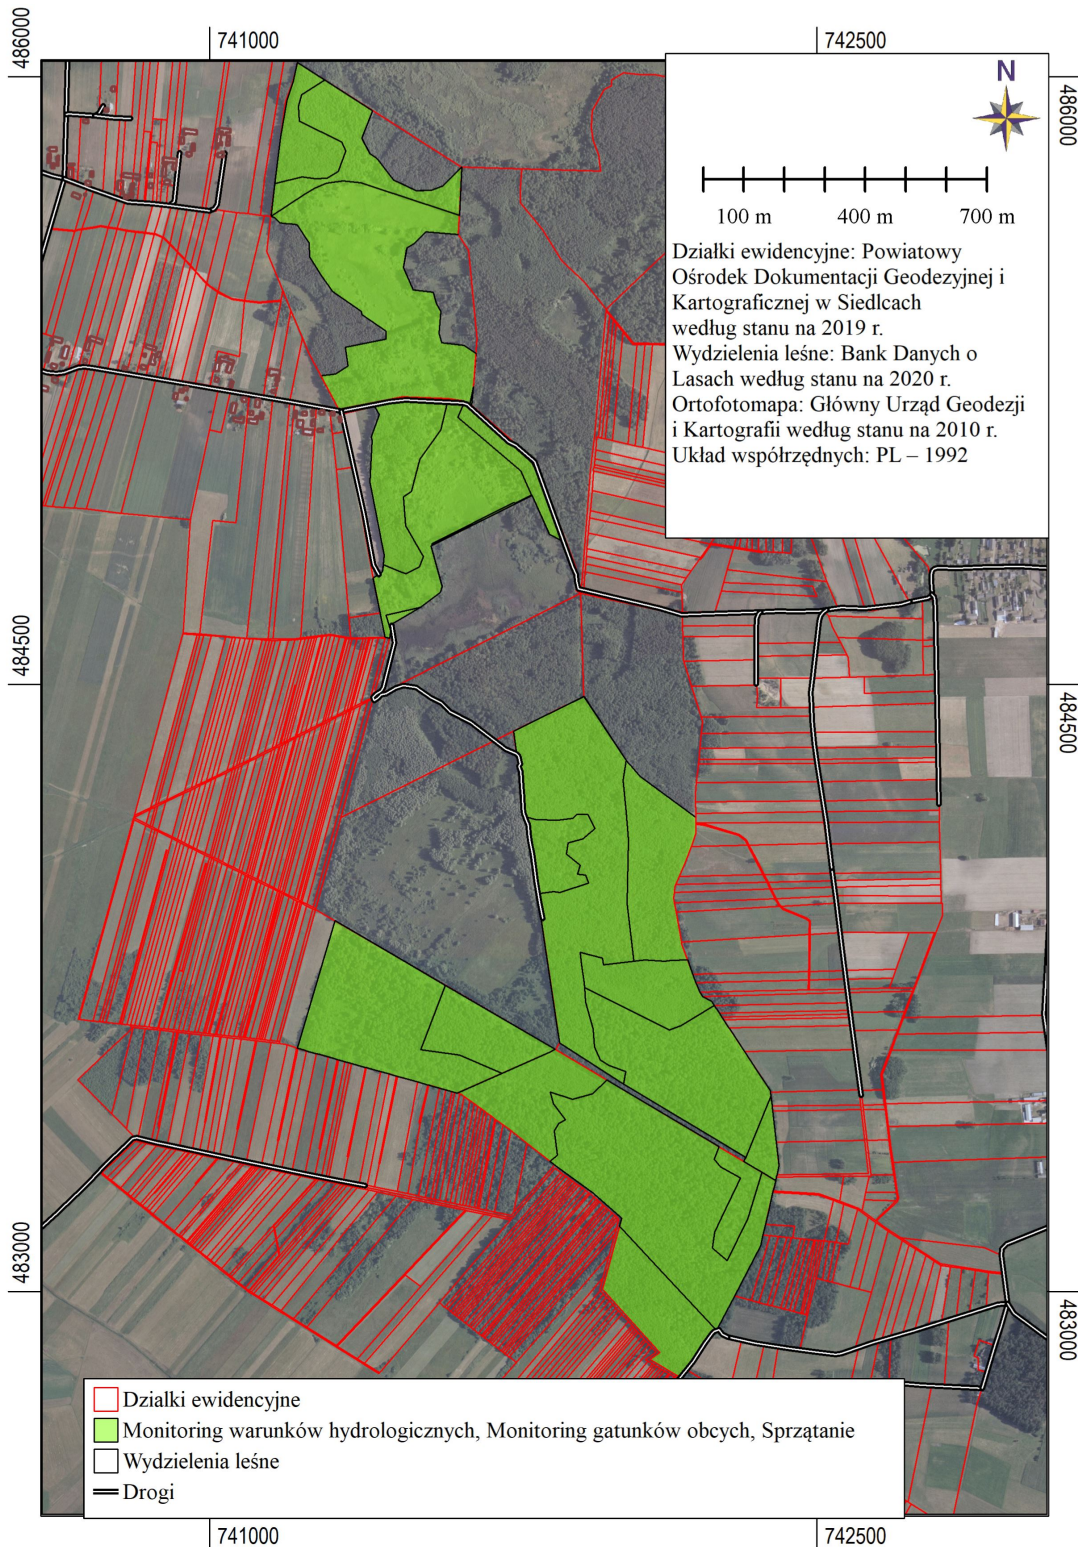 741000
742500
486000
486000
N
100 m
400 m
700 m
Działki ewidencyjne: Powiatowy
Ośrodek Dokumentacji Geodezyjnej i
Kartograficznej w Siedlcach
według stanu na 2019 r.
Wydzielenia leśne: Bank Danych o
Lasach według stanu na 2020 r.
Ortofotomapa: Główny Urząd Geodezji
i Kartografii według stanu na 2010 r.
Układ współrzędnych: PL – 1992
484500
484500
483000
483000
Dzialki ewidencyjne
Monitoring warunków hydrologicznych, Monitoring gatunków obcych, Sprzątanie
Wydzielenia leśne
Drogi
741000
742500